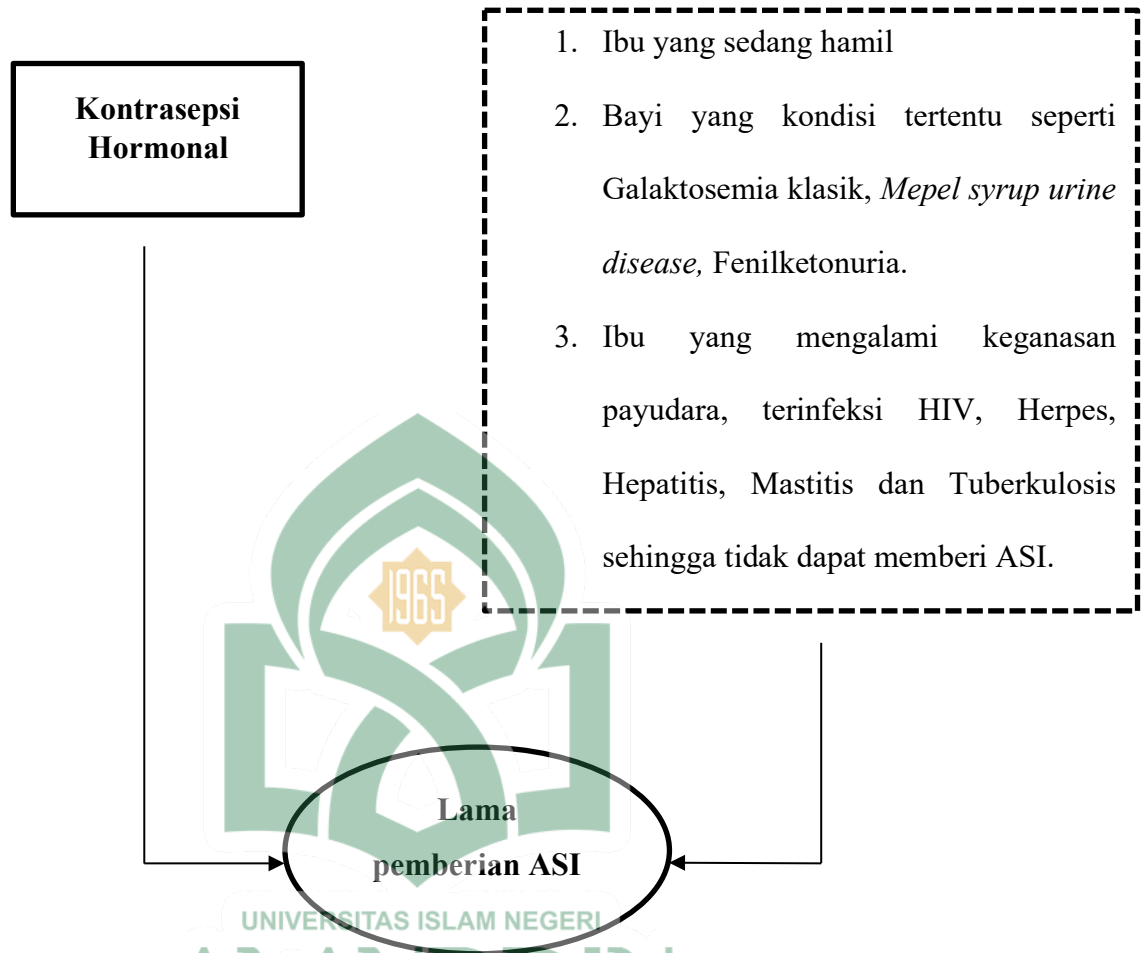 Kontrasepsi
Hormonal
1. Ibu yang sedang hamil
2. Bayi yang kondisi tertentu seperti
Galaktosemia klasik, Mepel syrup urine
disease, Fenilketonuria.
3. Ibu yang mengalami keganasan
payudara, terinfeksi HIV, Herpes,
Hepatitis, Mastitis dan Tuberkulosis
sehingga tidak dapat memberi ASI.
1965
Lama
pemberian ASI
UNIVERSITAS ISLAM NEGERI